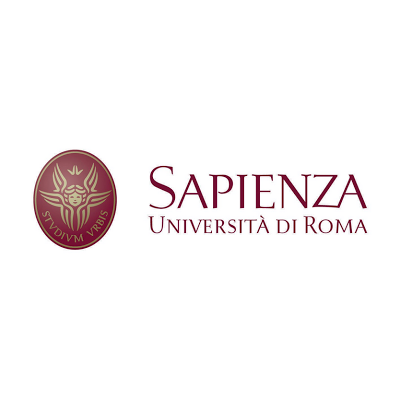 STVDIVM VRBIS
SAPIENZA
UNIVERSITÀ DI ROMA